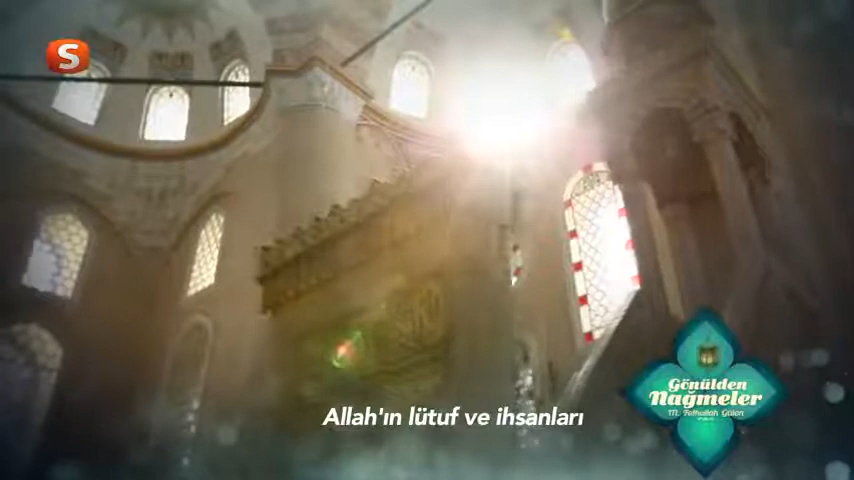 S
Allah'ın lütuf ve ihsanları
Gönülden
Nağmeler
M. Fethullah Gülen